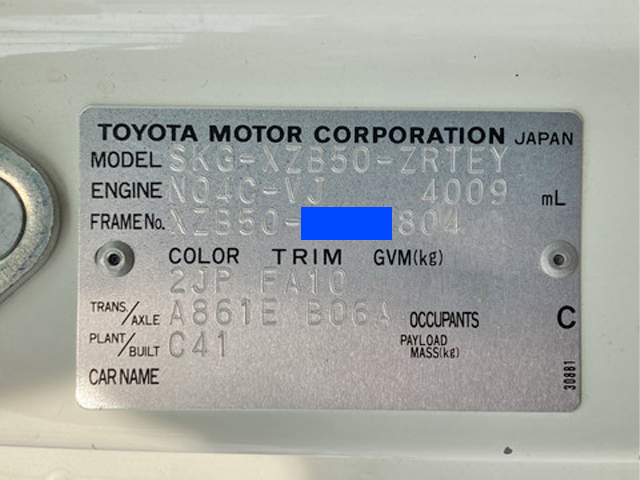 TOYOTA MOTOR CORPORATION JAPAN
MODEL SKG-XZB50-ZRTEY
ENGINE N04C-VJ 4009 mL
FRAME No. XZB50- 804
COLOR TRIM GVM(kg)
2JP FA10
TRANS/AXLE A861E B06A OCCUPANTS C
PLANT/BUILT C41 PAYLOAD MASS(kg)
CAR NAME
30881